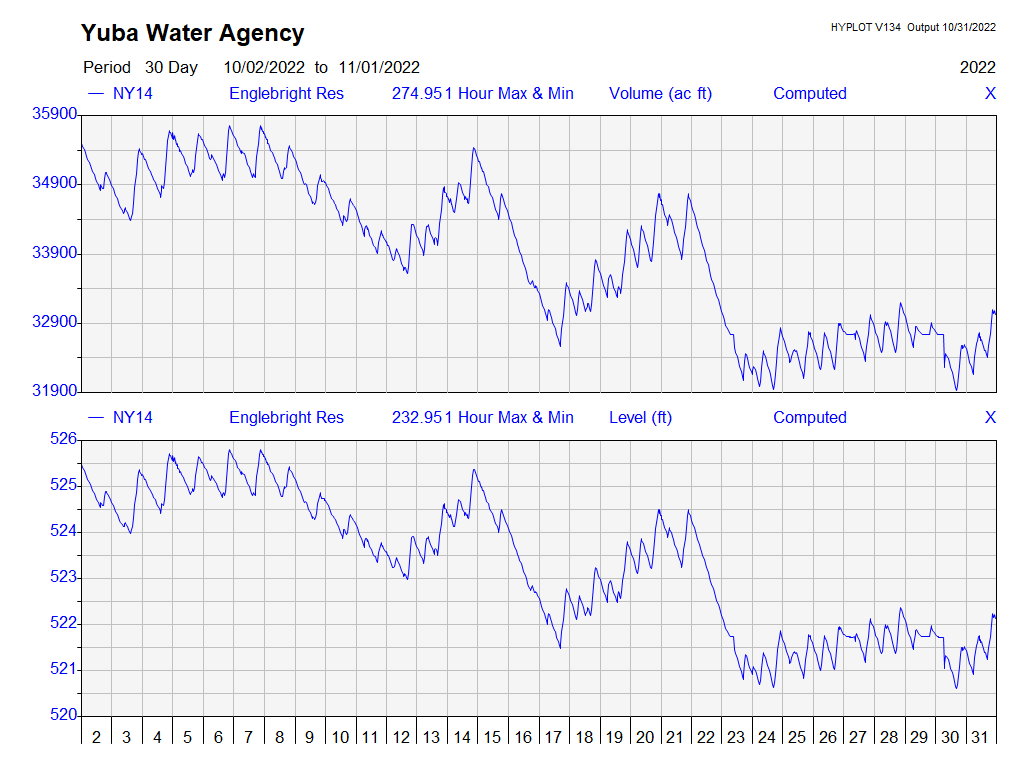 Yuba Water Agency
HYPLOT V134 Output 10/31/2022
Period 30 Day 10/02/2022 to 11/01/2022
2022
NY14 Englebright Res 274.951 Hour Max & Min Volume (ac ft) Computed X
35900
34900
33900
32900
31900
NY14 Englebright Res 232.951 Hour Max & Min Level (ft) Computed X
526
525
524
523
522
521
520
2 3 4 5 6 7 8 9 10 11 12 13 14 15 16 17 18 19 20 21 22 23 24 25 26 27 28 29 30 31